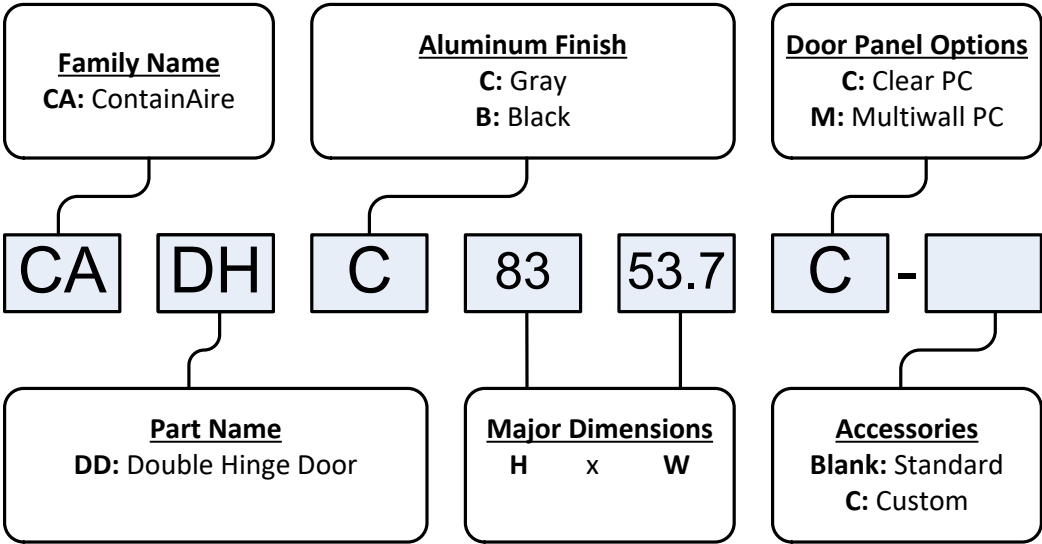 Family Name
CA: ContainAire
Aluminum Finish
C: Gray
B: Black
Door Panel Options
C: Clear PC
M: Multiwall PC
CA DH C 83 53.7 C -
Part Name
DD: Double Hinge Door
Major Dimensions
H x W
Accessories
Blank: Standard
C: Custom